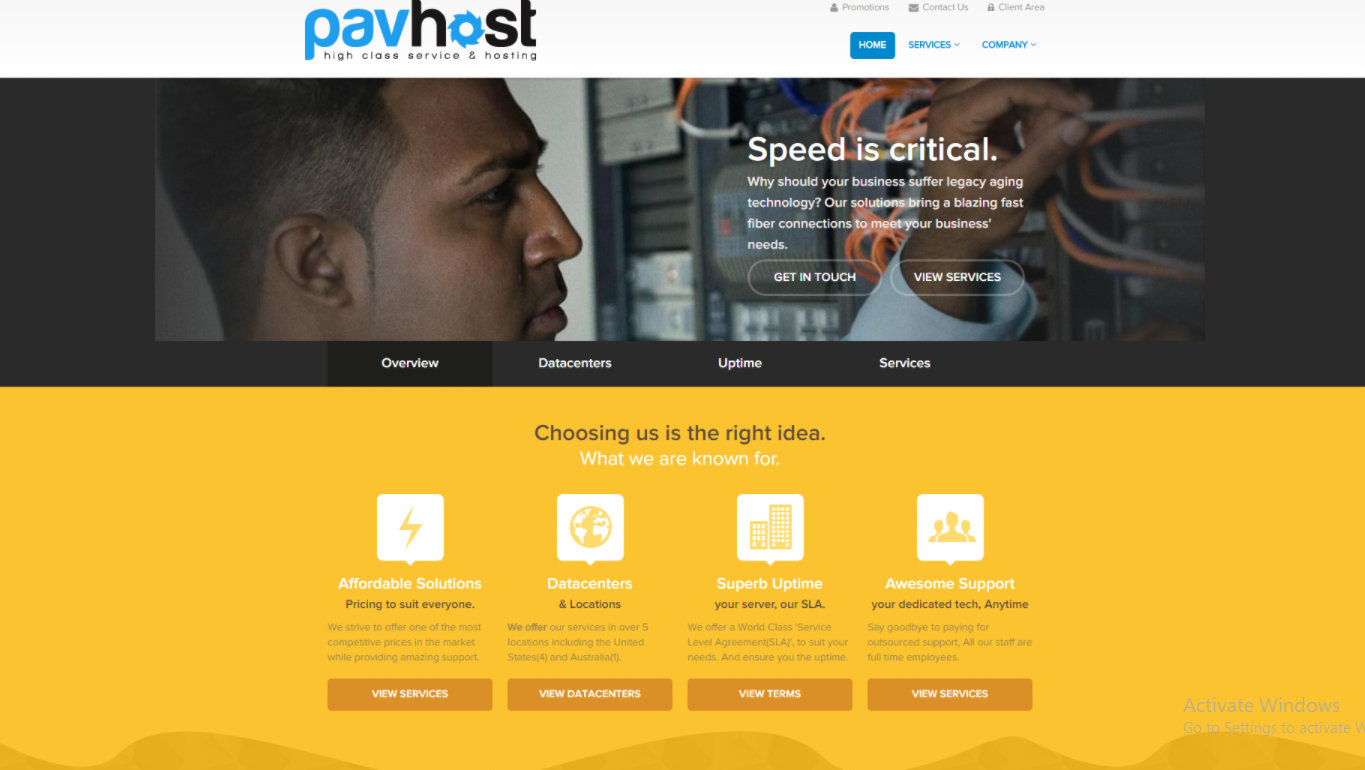 Promotions Contact Us Client Area
pavhost
high class service & hosting
HOME SERVICES COMPANY
Speed is critical.
Why should your business suffer legacy aging
technology? Our solutions bring a blazing fast
fiber connections to meet your business'
needs.
GET IN TOUCH VIEW SERVICES
Overview Datacenters Uptime Services
Choosing us is the right idea.
What we are known for.
Affordable Solutions
Pricing to suit everyone.
We strive to offer one of the most
competitive prices in the market
while providing amazing support.
VIEW SERVICES
Datacenters
& Locations
We offer our services in over 5
locations including the United
States(4) and Australia(1).
VIEW DATACENTERS
Superb Uptime
your server, our SLA.
We offer a World Class 'Service
Level Agreement(SLA)', to suit your
needs. And ensure you the uptime.
VIEW TERMS
Awesome Support
your dedicated tech, Anytime
Say goodbye to paying for
outsourced support, All our staff are
full time employees.
VIEW SERVICES
Activate Windows
Go to Settings to activate W